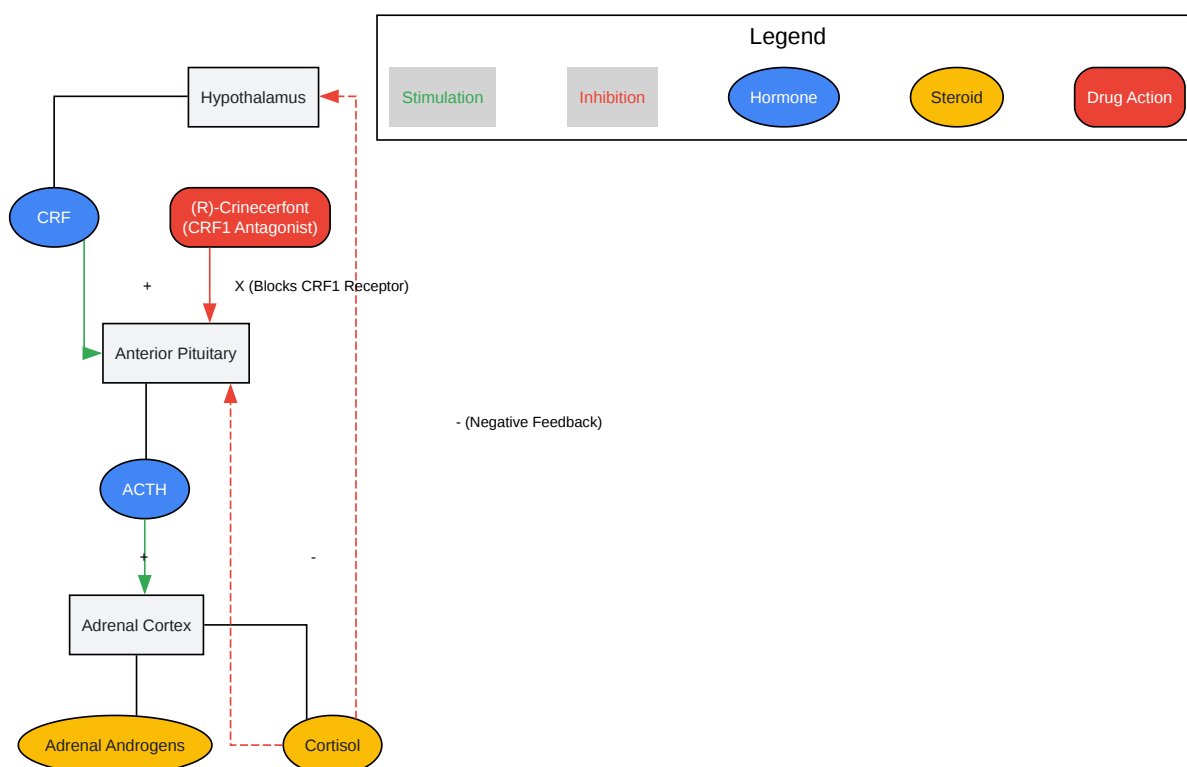 Legend
Hypothalamus
Stimulation
Inhibition
Hormone
Steroid
Drug Action
CRF
(R)-Crinecerfont
(CRF1 Antagonist)
+
X (Blocks CRF1 Receptor)
Anterior Pituitary
- (Negative Feedback)
ACTH
+
-
Adrenal Cortex
Adrenal Androgens
Cortisol